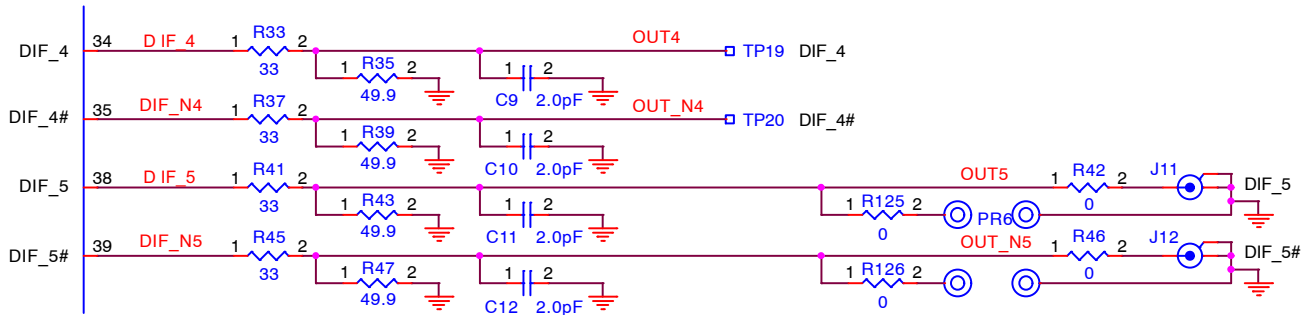 R33
DIF_4 34 D IF_4 1 2 OUT4 TP19 DIF_4
33
1 R35 2 1 2
49.9 C9 2.0pF
DIF_4# 35 DIF_N4 1 R37 2 OUT_N4 TP20 DIF_4#
33
1 R39 2 1 2
49.9 C10 2.0pF
DIF_5 38 D IF_5 1 R41 2 OUT5 1 R42 2 J11 DIF_5
33 0
1 R43 2 1 2 1 R125 2 PR6
49.9 C11 2.0pF 0
DIF_5# 39 DIF_N5 1 R45 2 OUT_N5 1 R46 2 J12 DIF_5#
33 0
1 R47 2 1 2 1 R126 2
49.9 C12 2.0pF 0